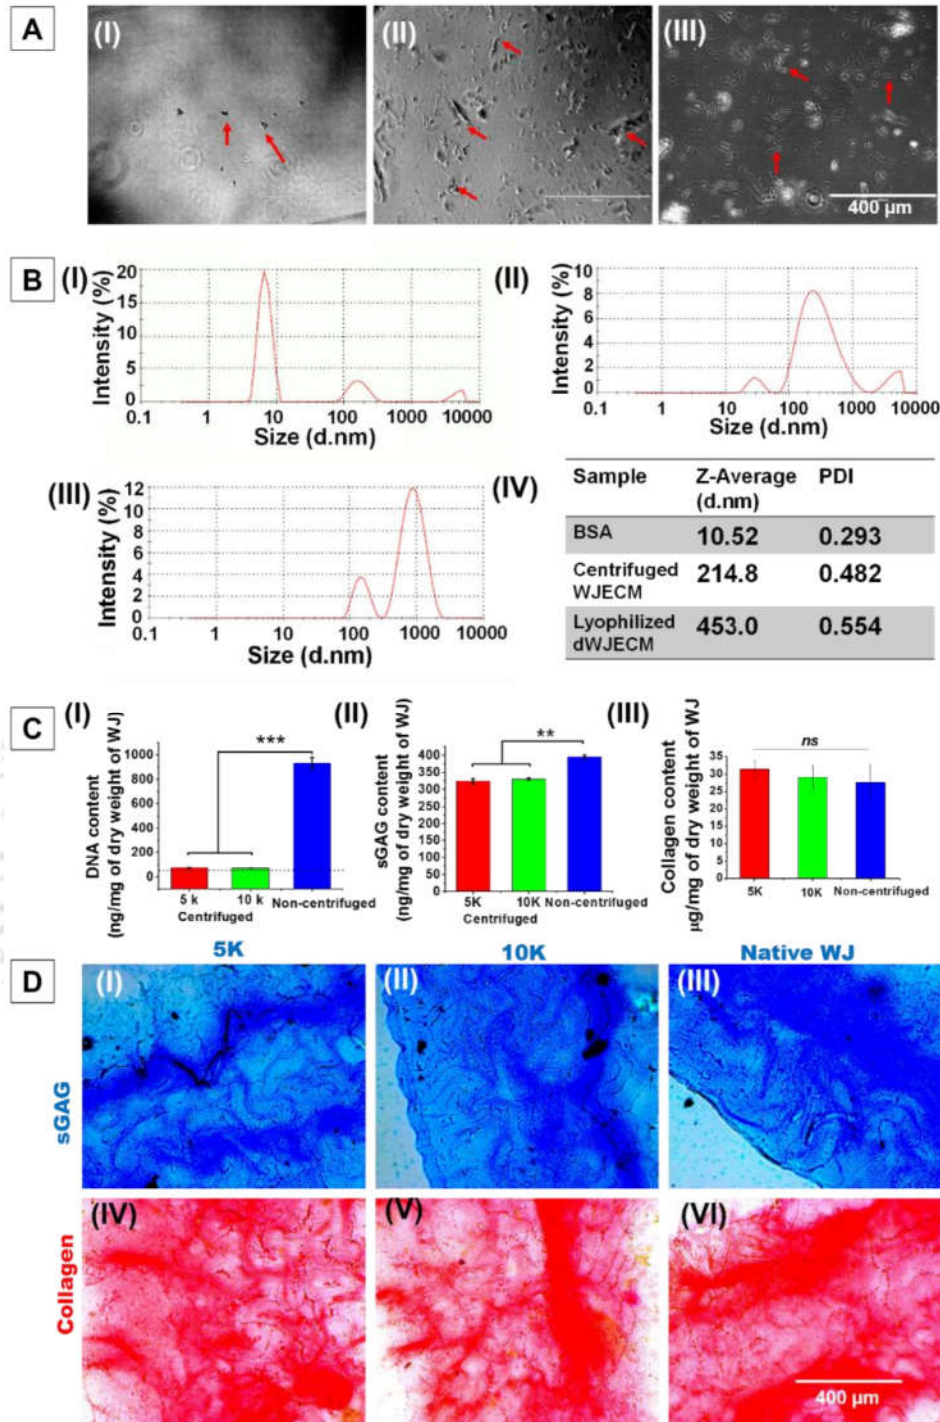 A
(I)
(II)
(III)
400 µm
B
(I)
Intensity (%)
20
15
10
5
0
0.1 1 10 100 1000 10000
Size (d.nm)
(II)
Intensity (%)
10
8
6
4
2
0
0.1 1 10 100 1000 10000
Size (d.nm)
(III)
Intensity (%)
12
10
8
6
4
2
0
0.1 1 10 100 1000 10000
Size (d.nm)
(IV)
Sample Z-Average PDI
(d.nm)
BSA 10.52 0.293
Centrifuged 214.8 0.482
WJECM
Lyophilized 453.0 0.554
dWJECM
C
(I)
DNA content
(ng/mg of dry weight of WJ)
1000
800
600
400
200
0
***
5 k 10 k Non-centrifuged
Centrifuged
(II)
sGAG content
(ng/mg of dry weight of WJ)
400
350
300
250
200
150
100
50
0
**
5K 10K Non-centrifuged
Centrifuged
(III)
Collagen content
µg/mg of dry weight of WJ
35
30
25
20
15
10
5
0
ns
5K 10K Non-centrifuged
5K 10K Native WJ
D
sGAG
(I)
(II)
(III)
Collagen
(IV)
(V)
(VI)
400 µm